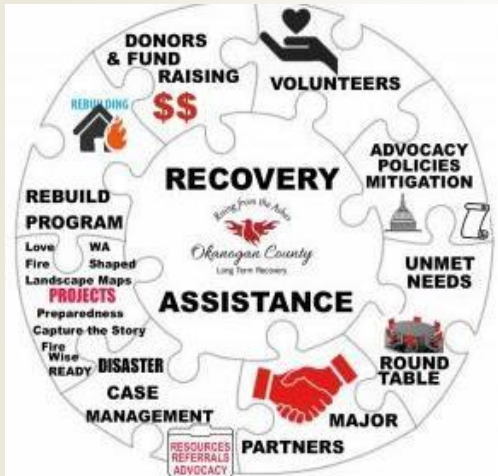 DONORS
& FUND
RAISING
$$
VOLUNTEERS
REBUILDING
ADVOCACY
POLICIES
MITIGATION
RECOVERY
Rising from the Ashes
Okanogan County
Long Term Recovery
ASSISTANCE
REBUILD
PROGRAM
Love WA
Fire Shaped
Landscape Maps
PROJECTS
Preparedness
Capture the Story
Fire
Wise
READY
UNMET
NEEDS
ROUND
TABLE
DISASTER
CASE
MANAGEMENT
MAJOR
PARTNERS
RESOURCES
REFERRALS
ADVOCACY